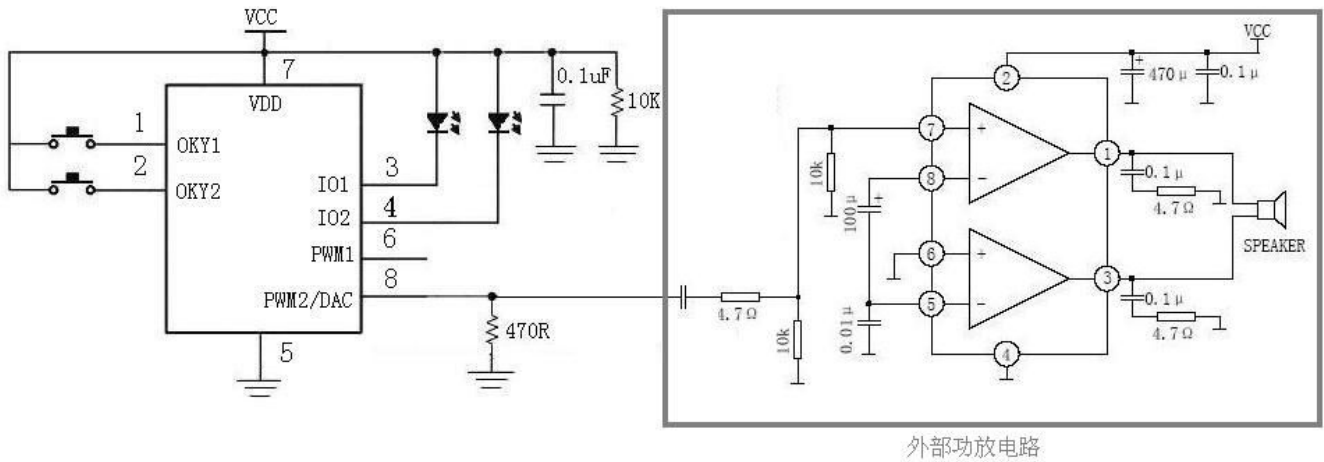 VCC
7
VDD
0.1uF
10K
1
OKY1
2
OKY2
3
IO1
4
IO2
6
PWM1
8
PWM2/DAC
470R
5
VCC
470μ
0.1μ
2
7
+
8
−
1
10k
100μ
+
0.1μ
4.7Ω
SPEAKER
6
+
5
−
3
0.1μ
4.7Ω
4.7Ω
10k
0.01μ
4
+
外部功放电路